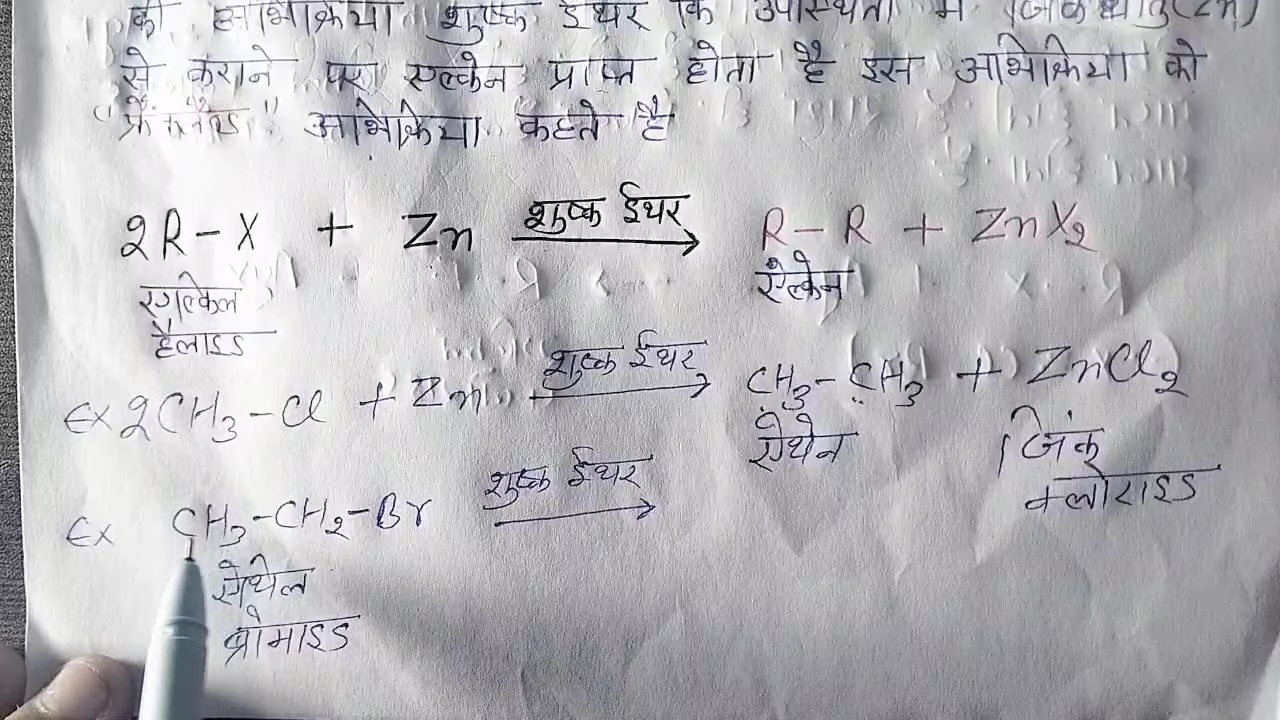 की अभिक्रिया शुष्क ईथर कि उपस्थिती में जिंक धातु (Zn)
से कराने पर एल्केन प्राप्त होता है इस अभिक्रिया को
अभिक्रिया कहते है
2R-X + Zn शुष्क ईथर R-R + ZnX2
एल्केल हैलाइड ऐल्केन
Ex 2CH3-Cl + Zn शुष्क ईथर CH3-CH3 + ZnCl2
ऐथेन जिंक क्लोराइड
Ex CH3-CH2-Br शुष्क ईथर
ऐथिल
ब्रोमाइड